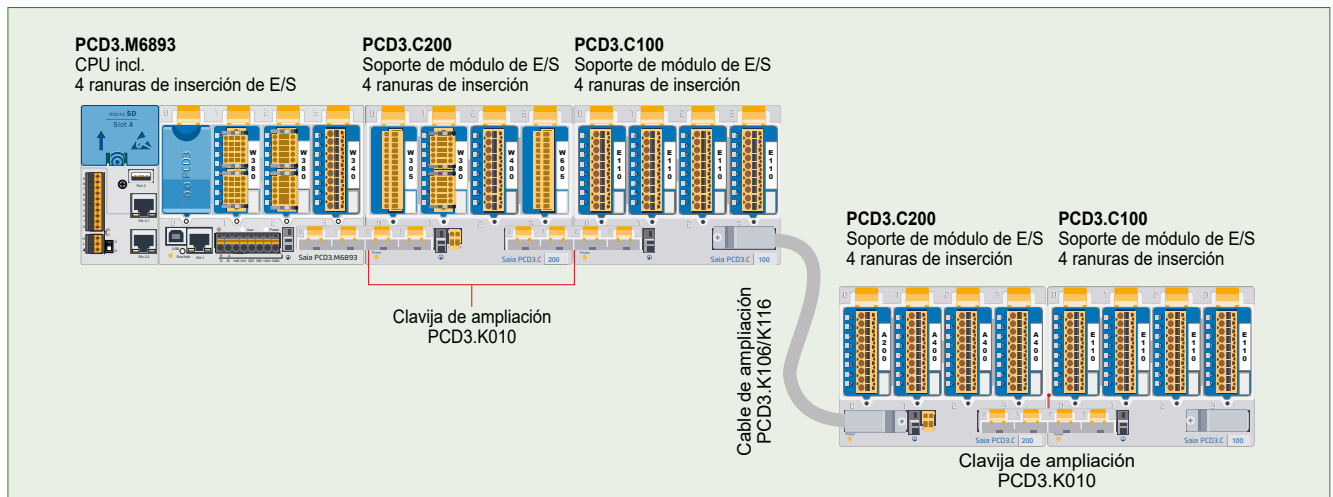 PCD3.M6893
CPU incl.
4 ranuras de inserción de E/S
PCD3.C200
Soporte de módulo de E/S
4 ranuras de inserción
PCD3.C100
Soporte de módulo de E/S
4 ranuras de inserción
micro SD
Slot A
saia PCD3
W380
W380
W340
W305
W380
W400
W605
E110
E110
E110
E110
Saia PCD3.M6893
Saia PCD3.C 200
Saia PCD3.C 100
Clavija de ampliación
PCD3.K010
Cable de ampliación
PCD3.K106/K116
PCD3.C200
Soporte de módulo de E/S
4 ranuras de inserción
PCD3.C100
Soporte de módulo de E/S
4 ranuras de inserción
A200
A400
A400
A400
E110
E110
E110
E110
Saia PCD3.C 200
Saia PCD3.C 100
Clavija de ampliación
PCD3.K010